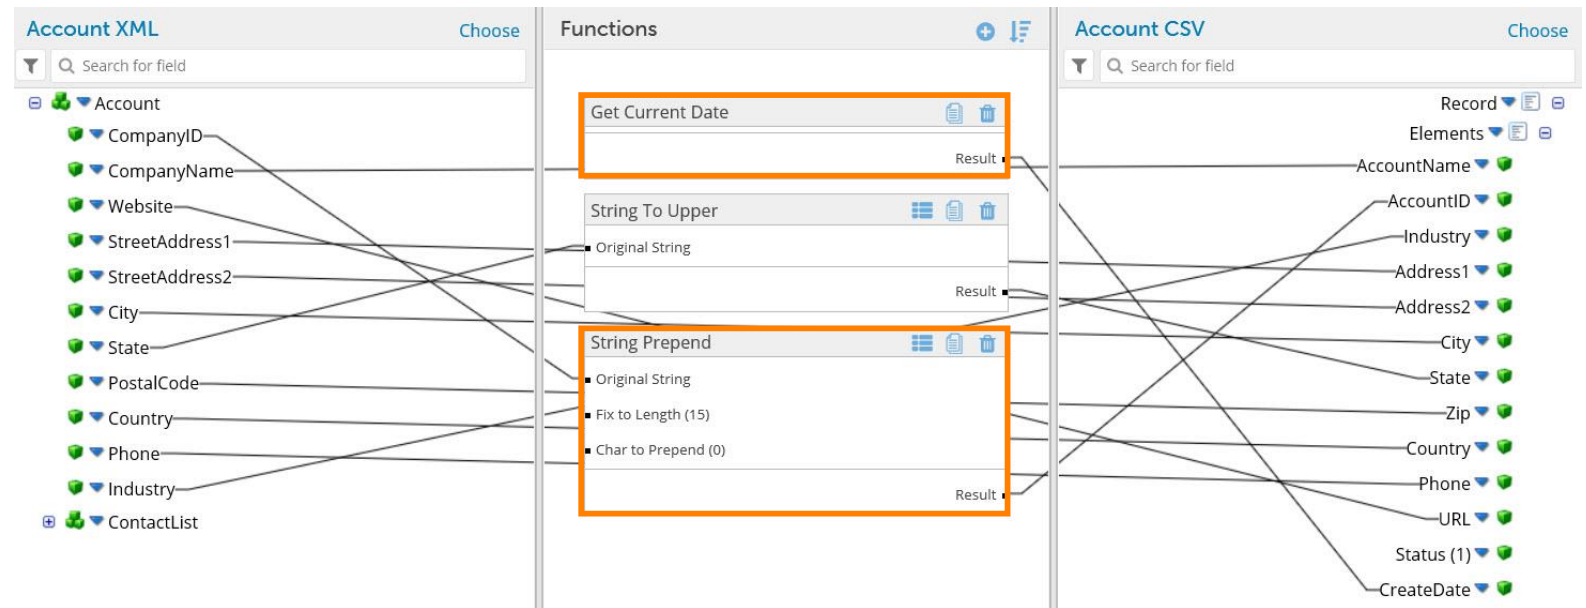 Account XML
Choose
Search for field
Account
CompanyID
CompanyName
Website
StreetAddress1
StreetAddress2
City
State
PostalCode
Country
Phone
Industry
ContactList
Functions
Get Current Date
Result
String To Upper
Original String
Result
String Prepend
Original String
Fix to Length (15)
Char to Prepend (0)
Result
Account CSV
Choose
Search for field
Record
Elements
AccountName
AccountID
Industry
Address1
Address2
City
State
Zip
Country
Phone
URL
Status (1)
CreateDate